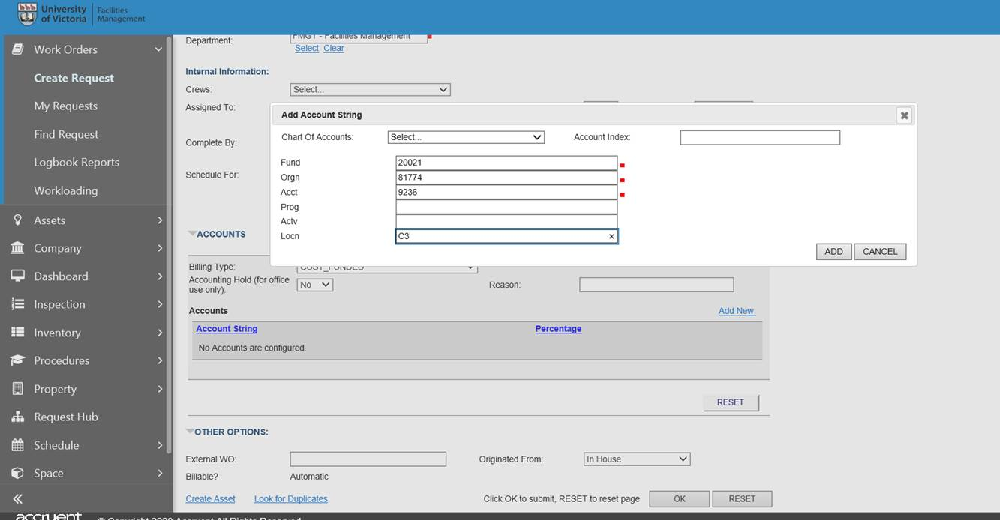 University
of Victoria
Facilities
Management
Work Orders
Create Request
My Requests
Find Request
Logbook Reports
Workloading
Assets
Company
Dashboard
Inspection
Inventory
Procedures
Property
Request Hub
Schedule
Space
accruent
© Copyright 2020 Accruent All Rights Reserved
Department:
FMGT - Facilities Management
Select Clear
Internal Information:
Crews:
Select...
Assigned To:
Complete By:
Schedule For:
Add Account String
Chart Of Accounts:
Select...
Account Index:
Fund
20021
Orgn
81774
Acct
9236
Prog
Actv
Locn
C3
ADD
CANCEL
ACCOUNTS
Billing Type:
CUST_FUNDED
Accounting Hold (for office
use only):
No
Reason:
Accounts
Add New
Account String
Percentage
No Accounts are configured.
RESET
OTHER OPTIONS:
External WO:
Originated From:
In House
Billable?
Automatic
Create Asset
Look for Duplicates
Click OK to submit, RESET to reset page
OK
RESET